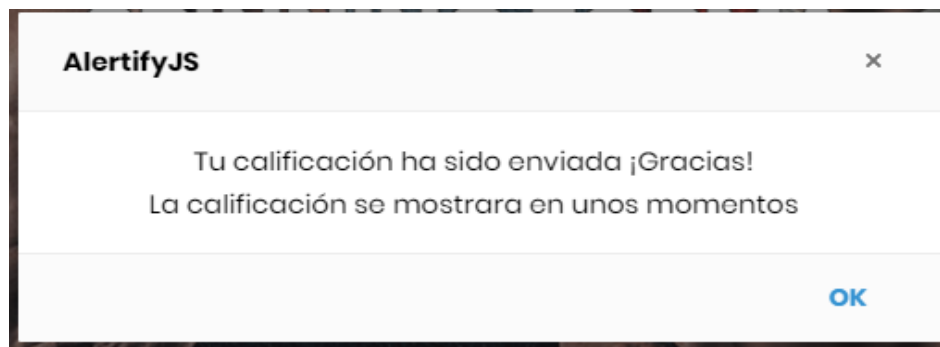 AlertifyJS
×
Tu calificación ha sido enviada ¡Gracias!
La calificación se mostrara en unos momentos
OK